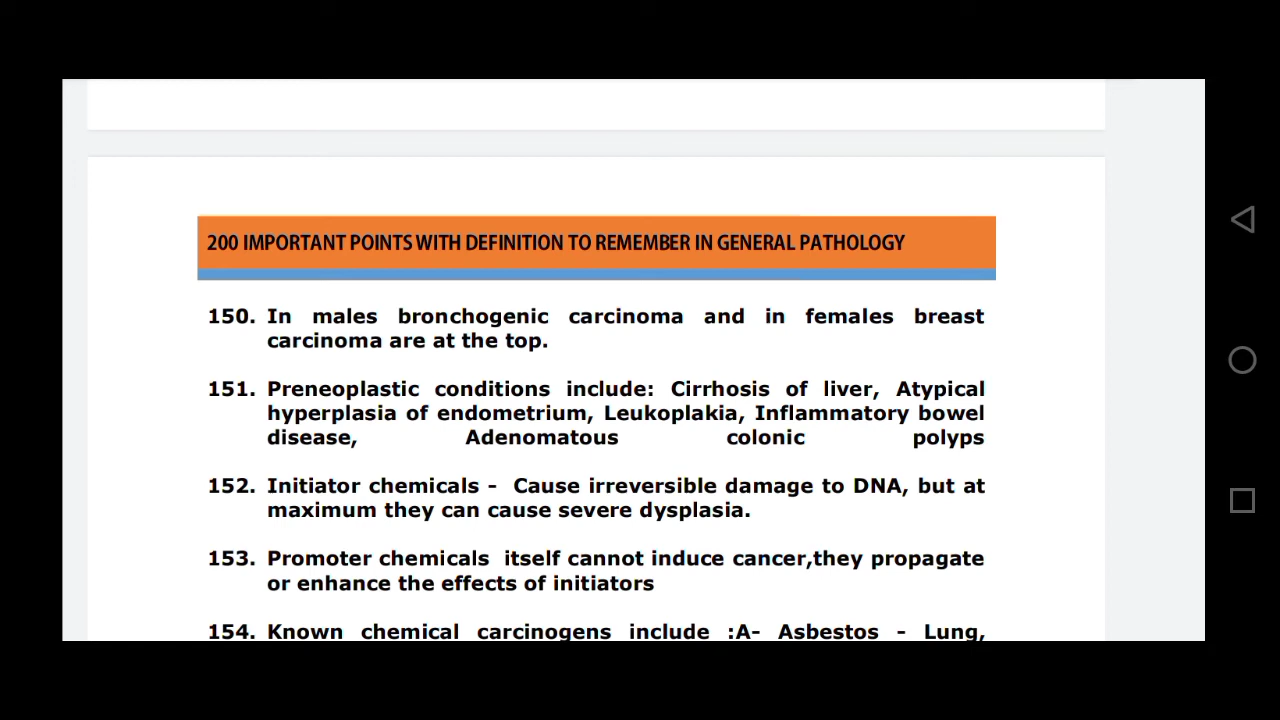 200 IMPORTANT POINTS WITH DEFINITION TO REMEMBER IN GENERAL PATHOLOGY
150. In males bronchogenic carcinoma and in females breast
carcinoma are at the top.
151. Preneoplastic conditions include: Cirrhosis of liver, Atypical
hyperplasia of endometrium, Leukoplakia, Inflammatory bowel
disease, Adenomatous colonic polyps
152. Initiator chemicals - Cause irreversible damage to DNA, but at
maximum they can cause severe dysplasia.
153. Promoter chemicals itself cannot induce cancer,they propagate
or enhance the effects of initiators
154. Known chemical carcinogens include :A- Asbestos - Lung,